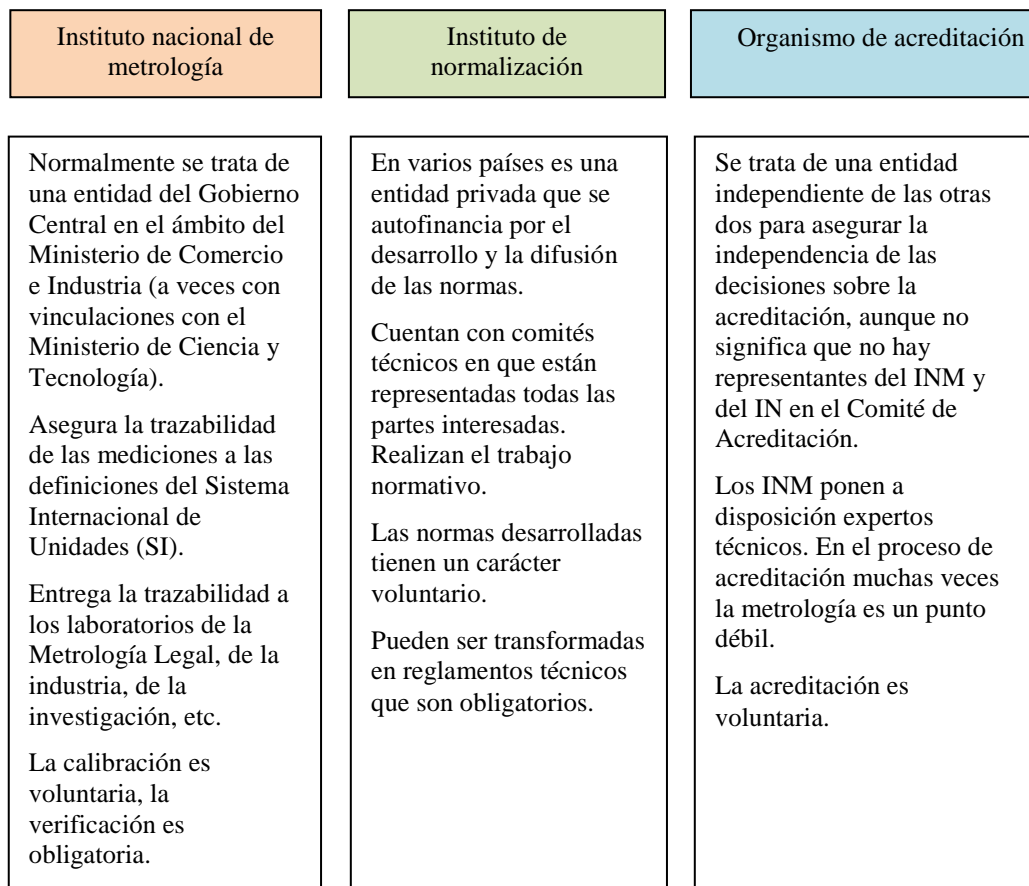 Instituto nacional de
metrología
Instituto de
normalización
Organismo de acreditación
Normalmente se trata de
una entidad del Gobierno
Central en el ámbito del
Ministerio de Comercio
e Industria (a veces con
vinculaciones con el
Ministerio de Ciencia y
Tecnología).
Asegura la trazabilidad
de las mediciones a las
definiciones del Sistema
Internacional de
Unidades (SI).
Entrega la trazabilidad a
los laboratorios de la
Metrología Legal, de la
industria, de la
investigación, etc.
La calibración es
voluntaria, la
verificación es
obligatoria.
En varios países es una
entidad privada que se
autofinancia por el
desarrollo y la difusión
de las normas.
Cuentan con comités
técnicos en que están
representadas todas las
partes interesadas.
Realizan el trabajo
normativo.
Las normas desarrolladas
tienen un carácter
voluntario.
Pueden ser transformadas
en reglamentos técnicos
que son obligatorios.
Se trata de una entidad
independiente de las otras
dos para asegurar la
independencia de las
decisiones sobre la
acreditación, aunque no
significa que no hay
representantes del INM y
del IN en el Comité de
Acreditación.
Los INM ponen a
disposición expertos
técnicos. En el proceso de
acreditación muchas veces
la metrología es un punto
débil.
La acreditación es
voluntaria.